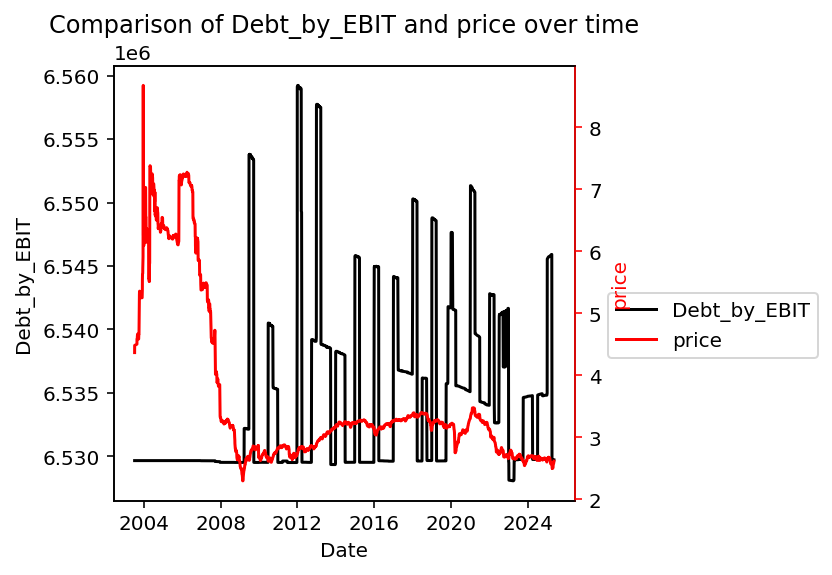 Comparison of Debt_by_EBIT and price over time
1e6
6.560
6.555
6.550
6.545
6.540
6.535
6.530
Debt_by_EBIT
8
7
6
5
4
3
2
price
Debt_by_EBIT
price
2004 2008 2012 2016 2020 2024
Date